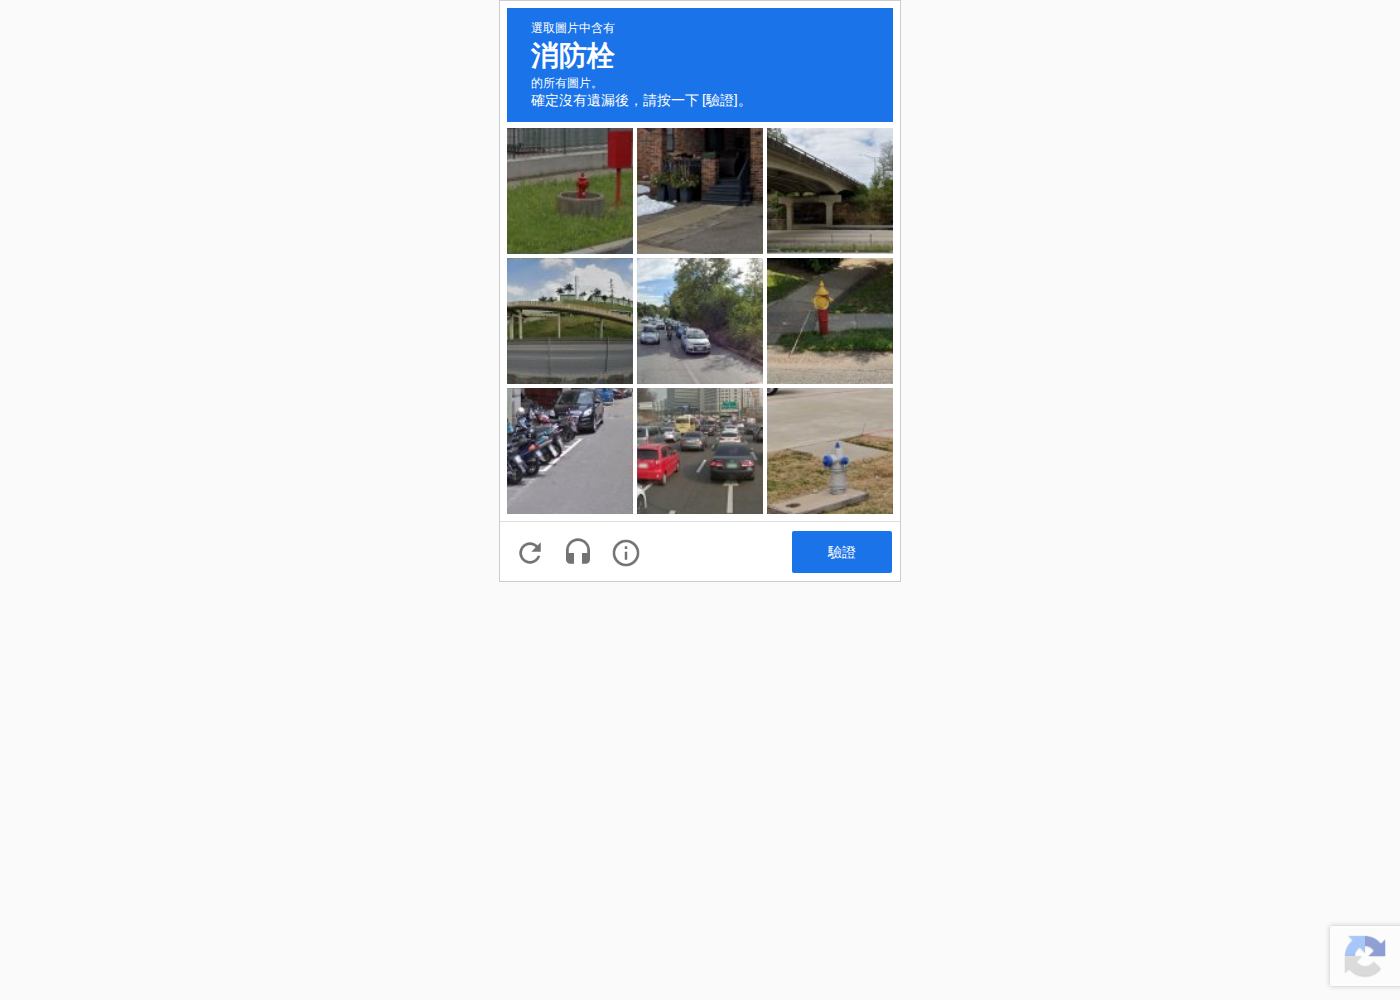 選取圖片中含有
消防栓
的所有圖片。
確定沒有遺漏後，請按一下 [驗證]。
驗證